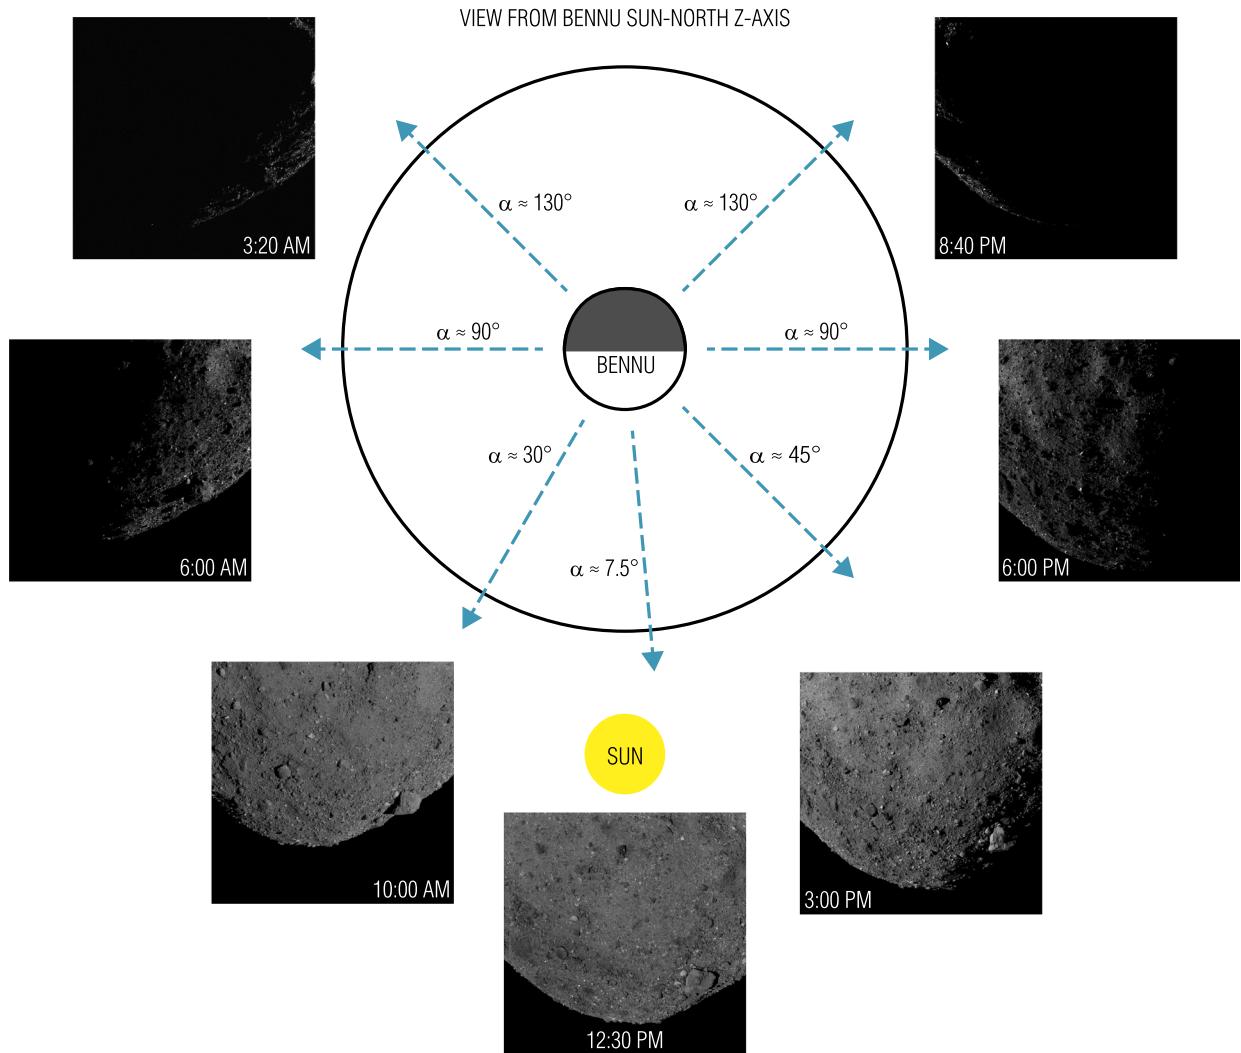 VIEW FROM BENNU SUN-NORTH Z-AXIS
3:20 AM
8:40 PM
α ≈ 130°
α ≈ 130°
α ≈ 90°
α ≈ 90°
BENNU
α ≈ 30°
α ≈ 45°
α ≈ 7.5°
6:00 AM
6:00 PM
SUN
10:00 AM
3:00 PM
12:30 PM